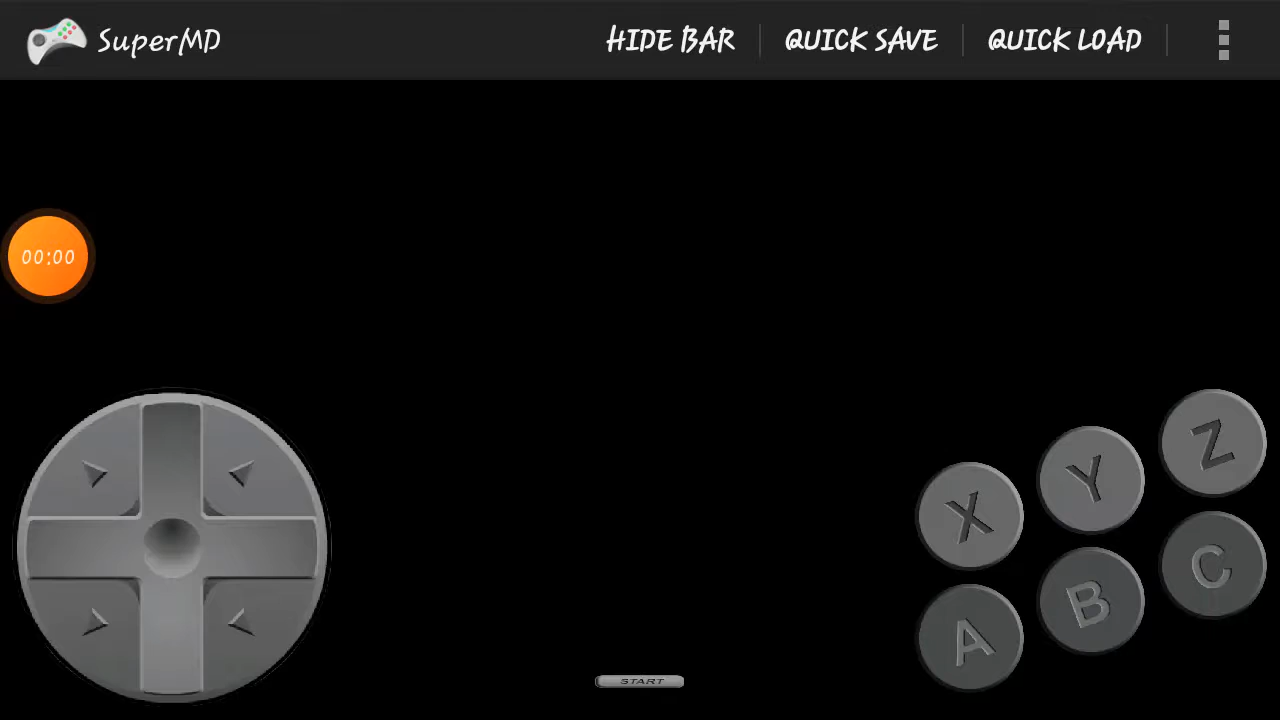 SuperMD
HIDE BAR
QUICK SAVE
QUICK LOAD
00:00
Z
Y
X
C
B
A
START